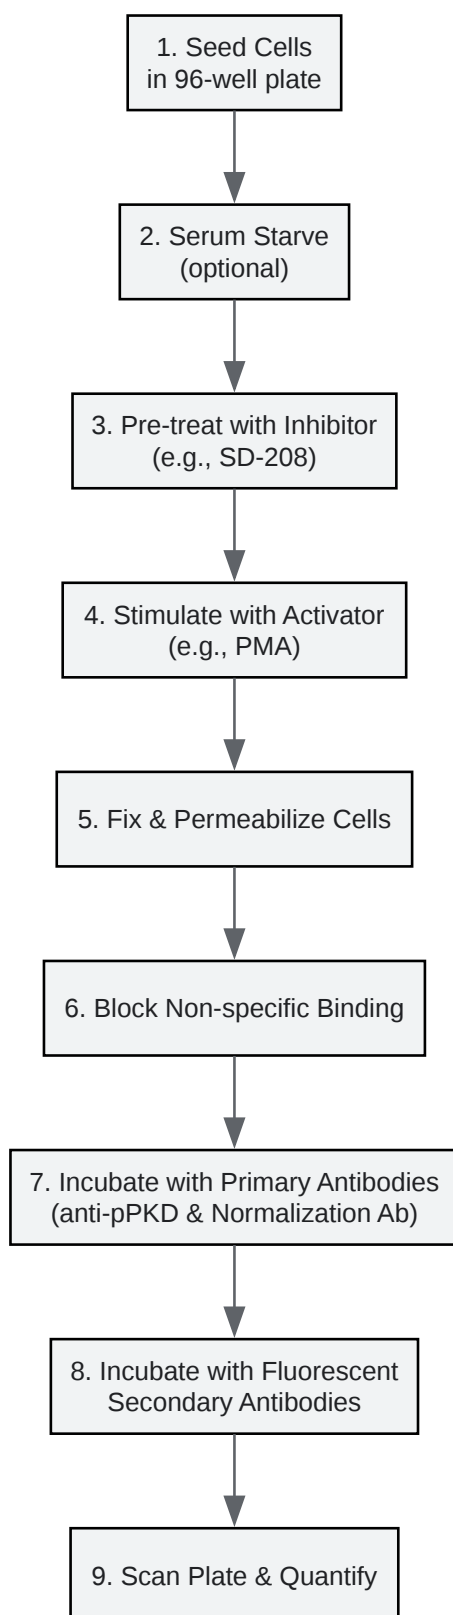 1. Seed Cells
in 96-well plate
2. Serum Starve
(optional)
3. Pre-treat with Inhibitor
(e.g., SD-208)
4. Stimulate with Activator
(e.g., PMA)
5. Fix & Permeabilize Cells
6. Block Non-specific Binding
7. Incubate with Primary Antibodies
(anti-pPKD & Normalization Ab)
8. Incubate with Fluorescent
Secondary Antibodies
9. Scan Plate & Quantify